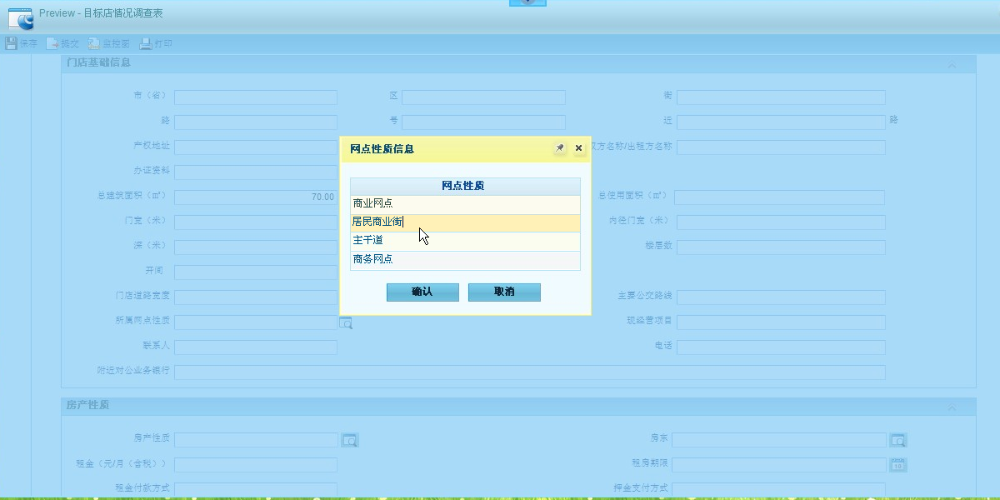 Preview - 目标店情况调查表
保存 提交 监控图 打印
门店基础信息
市（省） 区 街
路 号 近 路
产权地址 权方名称/出租方名称
办证资料
总建筑面积（㎡） 70.00 总使用面积（㎡）
门宽（米） 内径门宽（米）
深（米） 楼层数
开间
门店道路宽度 主要公交路线
所属网点性质 现经营项目
联系人 电话
附近对公业务银行
网点性质信息
网点性质
商业网点
居民商业街
主干道
商务网点
确认 取消
房产性质
房产性质 房东
租金（元/月（含税）） 租房期限
租金付款方式 押金支付方式